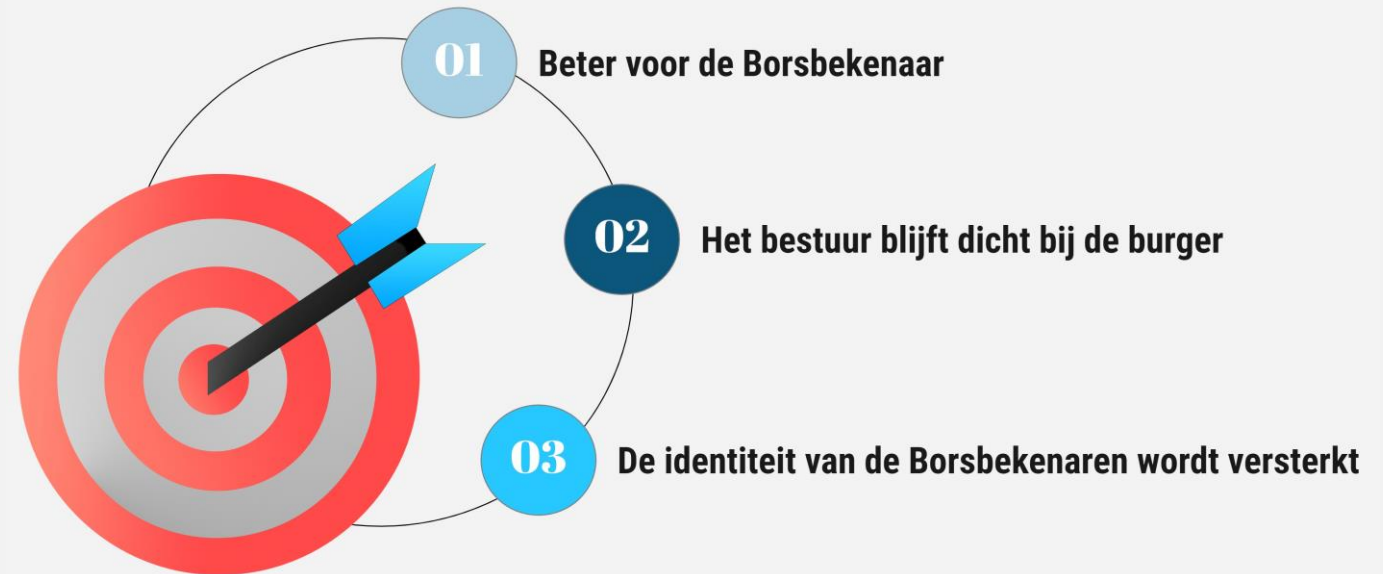 01 Beter voor de Borsbekenaar
02 Het bestuur blijft dicht bij de burger
03 De identiteit van de Borsbekenaren wordt versterkt